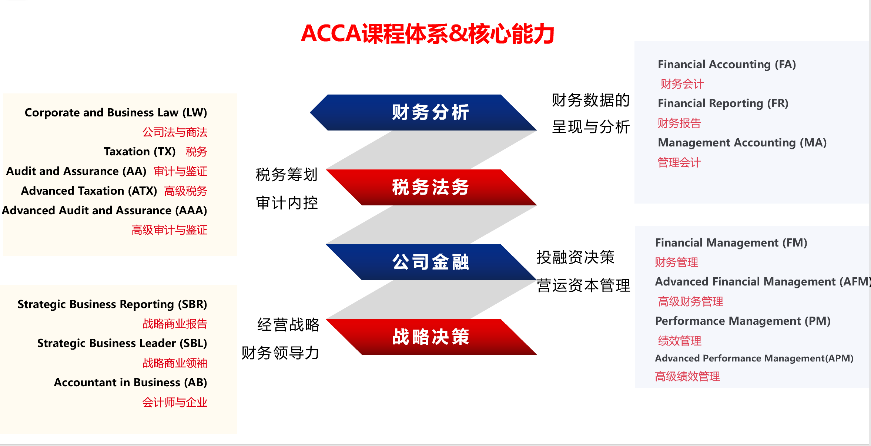 ACCA课程体系&核心能力
财务分析
财务数据的
呈现与分析
Financial Accounting (FA)
财务会计
Financial Reporting (FR)
财务报告
Management Accounting (MA)
管理会计
Corporate and Business Law (LW)
公司法与商法
Taxation (TX) 税务
Audit and Assurance (AA) 审计与鉴证
Advanced Taxation (ATX) 高级税务
Advanced Audit and Assurance (AAA)
高级审计与鉴证
税务筹划
审计内控
税务法务
公司金融
投融资决策
营运资本管理
Financial Management (FM)
财务管理
Advanced Financial Management (AFM)
高级财务管理
Performance Management (PM)
绩效管理
Advanced Performance Management(APM)
高级绩效管理
Strategic Business Reporting (SBR)
战略商业报告
Strategic Business Leader (SBL)
战略商业领袖
Accountant in Business (AB)
会计师与企业
经营战略
财务领导力
战略决策